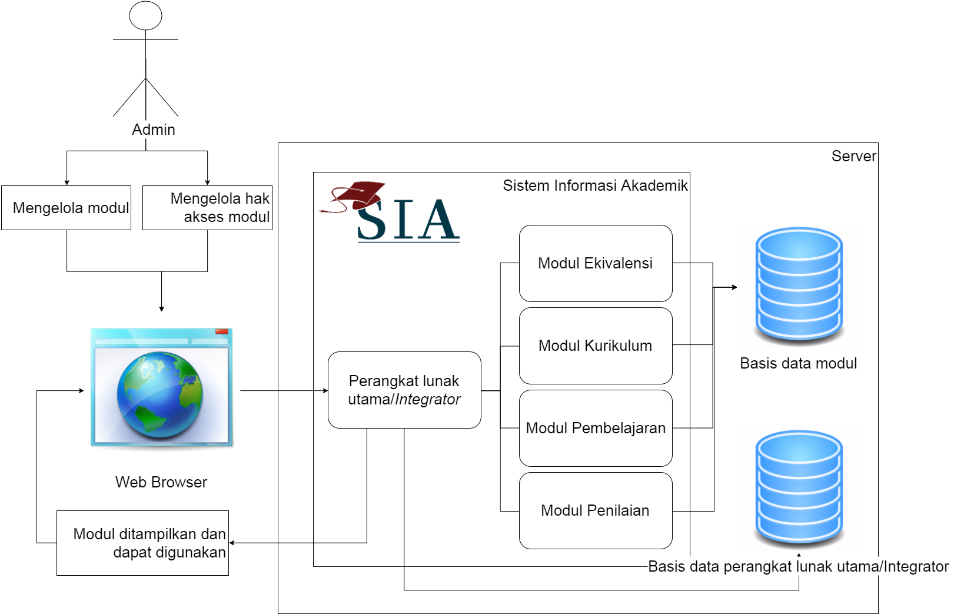 Admin
Mengelola modul
Mengelola hak
akses modul
Server
Sistem Informasi Akademik
SIA
Modul Ekivalensi
Modul Kurikulum
Modul Pembelajaran
Modul Penilaian
Perangkat lunak
utama/Integrator
Basis data modul
Web Browser
Modul ditampilkan dan
dapat digunakan
Basis data perangkat lunak utama/Integrator